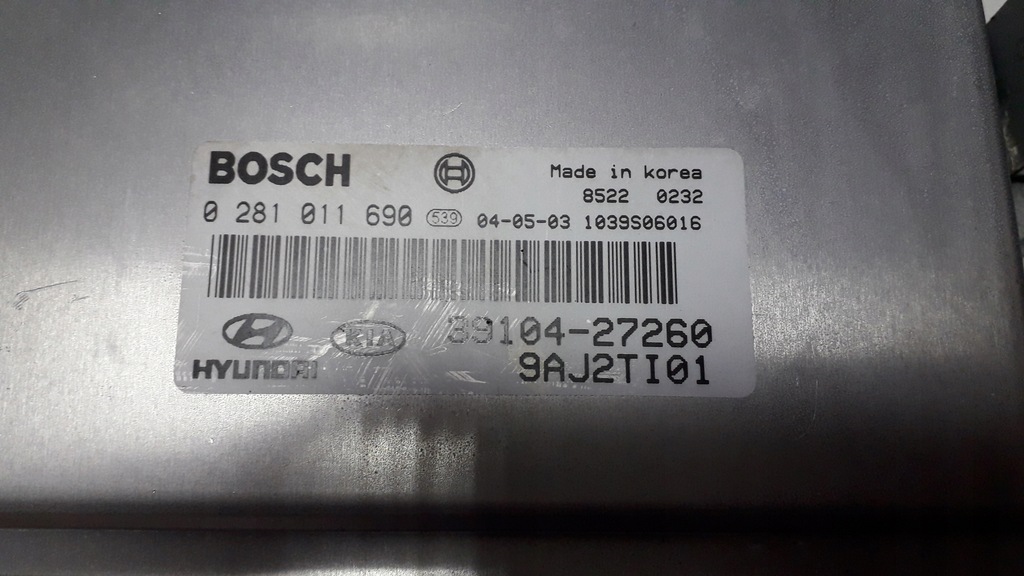 BOSCH
Made in korea
8522 0232
0 281 011 690 539 04-05-03 1039S06016
HYUNDAI
KIA
39104-27260
9AJ2TI01